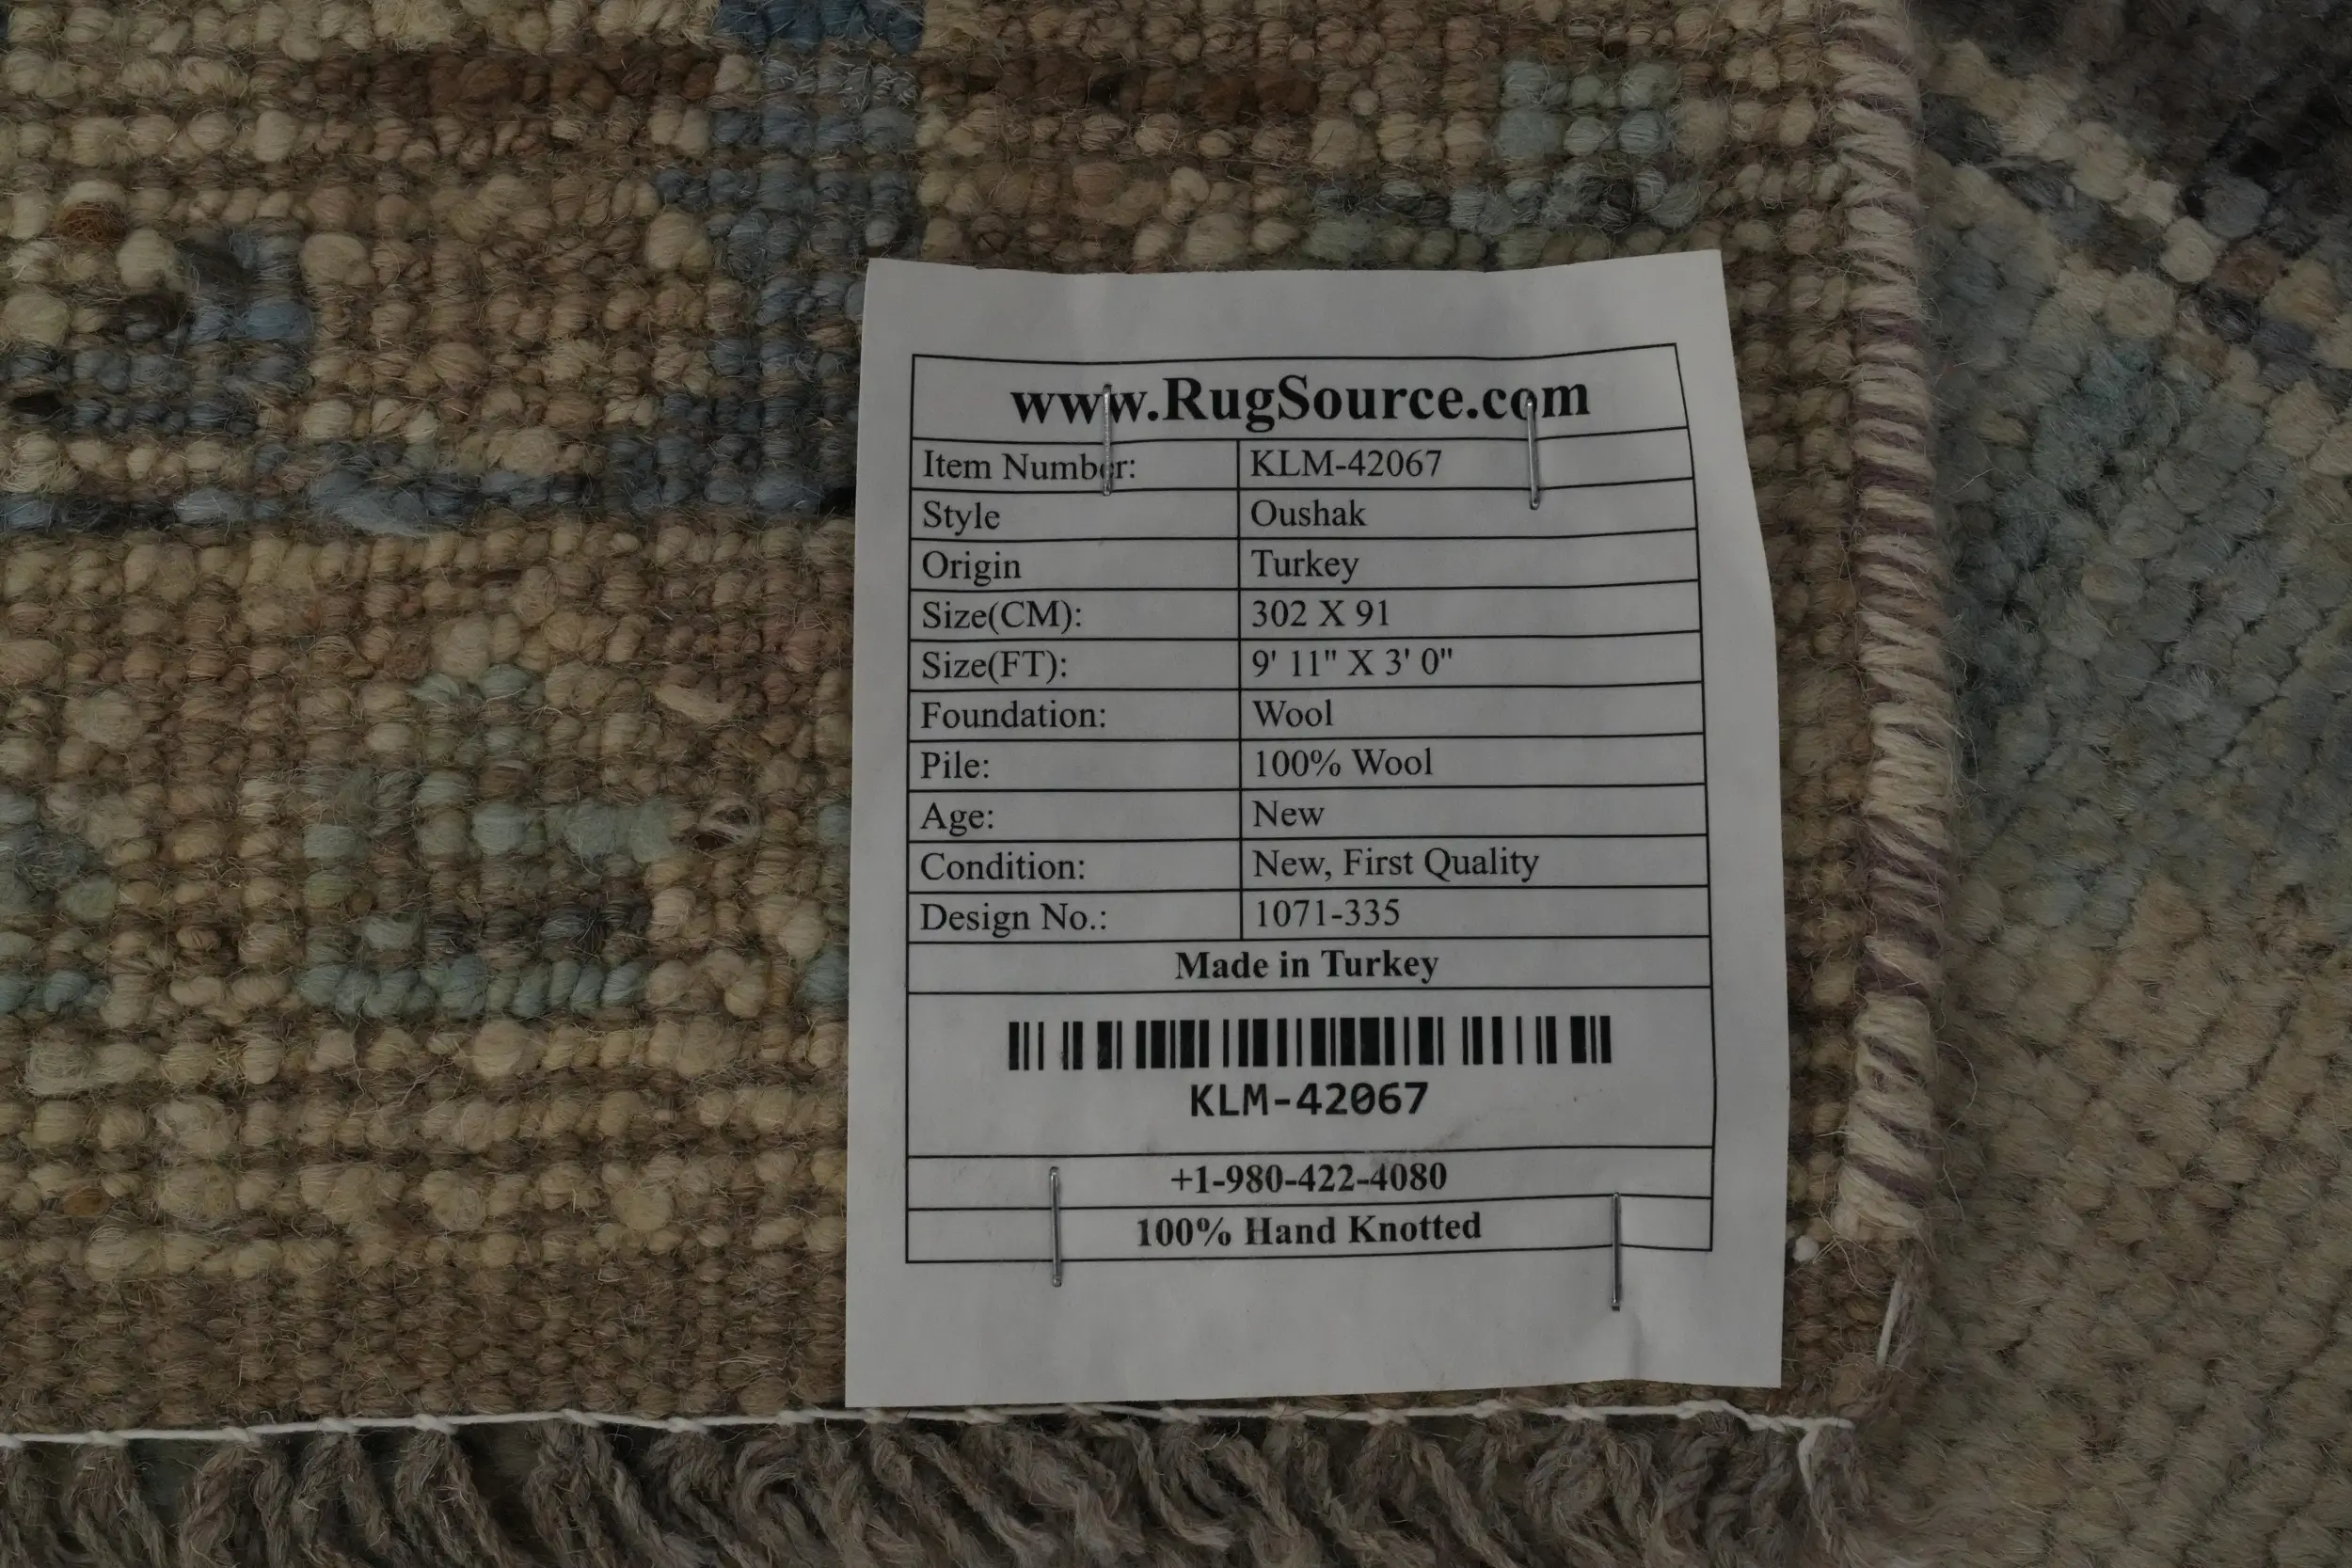 www.RugSource.com
Item Number: KLM-42067
Style Oushak
Origin Turkey
Size(CM): 302 X 91
Size(FT): 9' 11" X 3' 0"
Foundation: Wool
Pile: 100% Wool
Age: New
Condition: New, First Quality
Design No.: 1071-335
Made in Turkey
KLM-42067
+1-980-422-4080
100% Hand Knotted